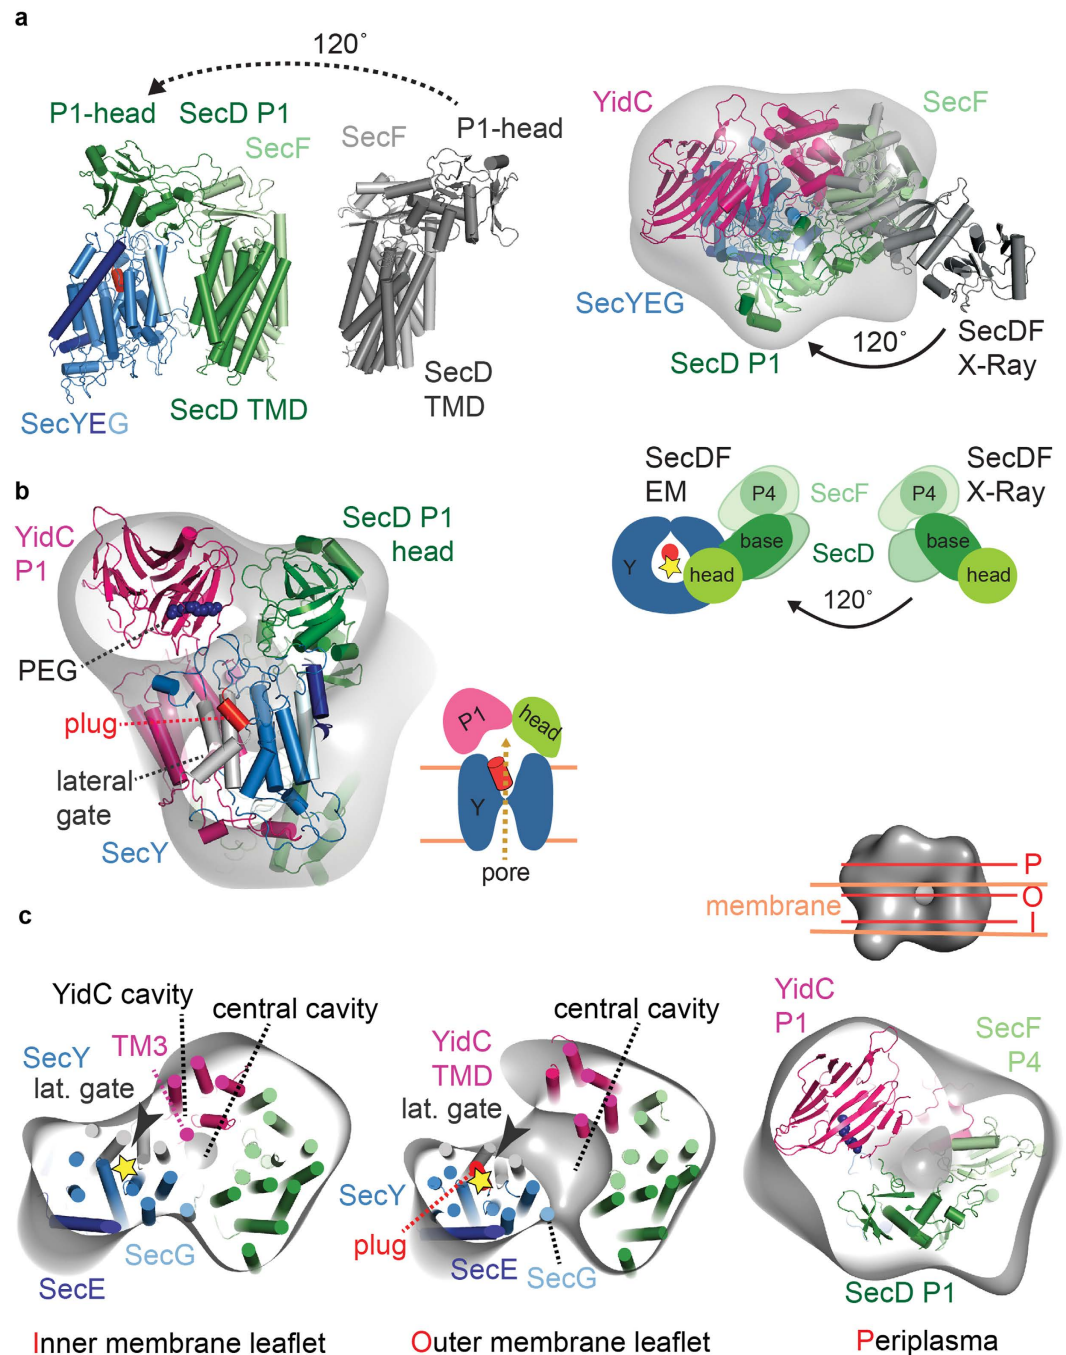 a
120°
P1-head
SecD P1
SecF
SecF
P1-head
SecYEG
SecD TMD
SecD
TMD
YidC
SecF
SecYEG
SecD P1
120°
SecDF
X-Ray
SecDF
EM
SecF
SecD
SecDF
X-Ray
P4
base
head
Y
P4
base
head
120°
b
YidC
P1
SecD P1
head
PEG
plug
lateral
gate
SecY
P1
head
Y
pore
membrane
P
O
I
c
YidC cavity
central cavity
SecY
TM3
lat. gate
SecG
SecE
Inner membrane leaflet
central cavity
YidC
TMD
lat. gate
SecY
plug
SecE
SecG
Outer membrane leaflet
YidC
P1
SecF
P4
SecD P1
Periplasma